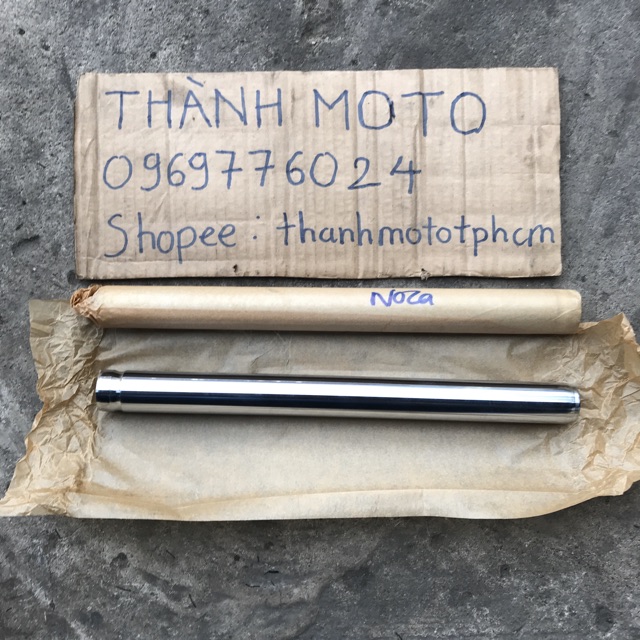 THÀNH MOTO
0969776024
Shopee: thanhmototphcm
Noza